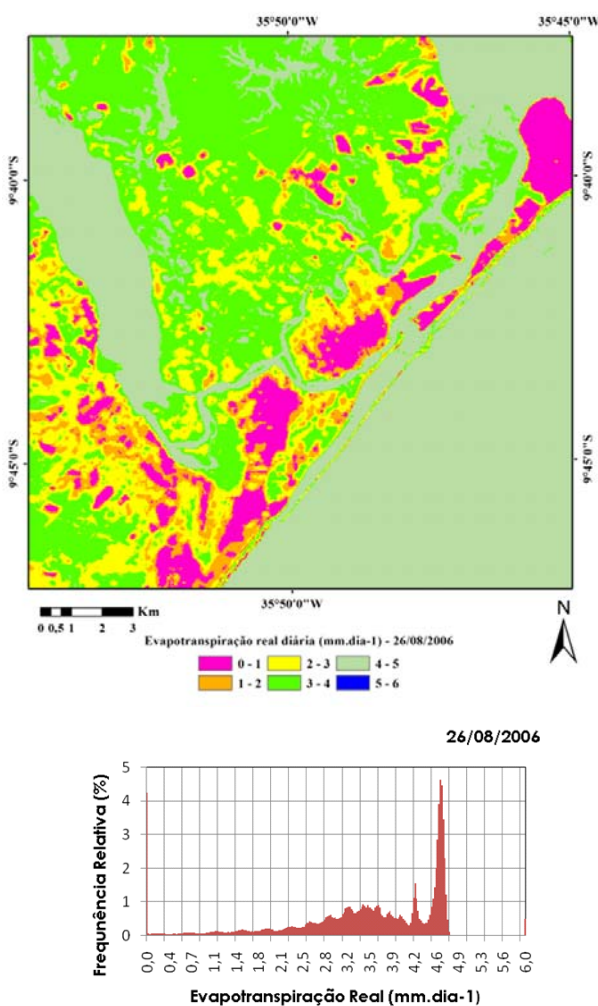 35°50'0"W 35°45'0"W
9°40'0"S 9°40'0"S
9°45'0"S 9°45'0"S
35°50'0"W
Km
0 0,5 1 2 3
N
Evapotranspiração real diária (mm.dia-1) - 26/08/2006
0 - 1 2 - 3 4 - 5
1 - 2 3 - 4 5 - 6
26/08/2006
Frequnência Relativa (%)
5
4
3
2
1
0
0,0 0,4 0,7 1,1 1,4 1,8 2,1 2,5 2,8 3,2 3,5 3,9 4,2 4,6 4,9 5,3 5,6 6,0
Evapotranspiração Real (mm.dia-1)